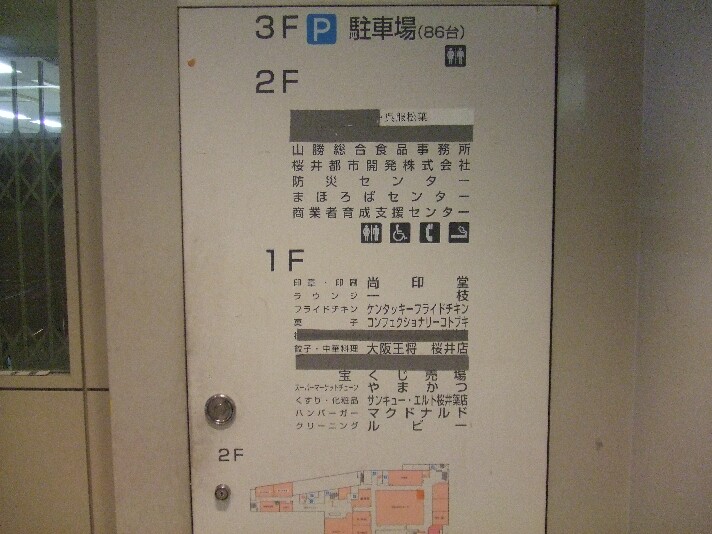 3F P 駐車場(86台)
2F
・呉服松葉
山勝総合食品事務所
桜井都市開発株式会社
防災センター
まほろばセンター
商業者育成支援センター
1F
印章・印刷 尚印堂
ラウンジ 一枝
フライドチキン ケンタッキーフライドチキン
菓子 コンフェクショナリーコトブキ
餃子・中華料理 大阪王将 桜井店
宝くじ売場
スーパーマーケットチェーン やまかつ
くすり・化粧品 サンキュー・エルト桜井薬店
ハンバーガー マクドナルド
クリーニング ルビー
2F